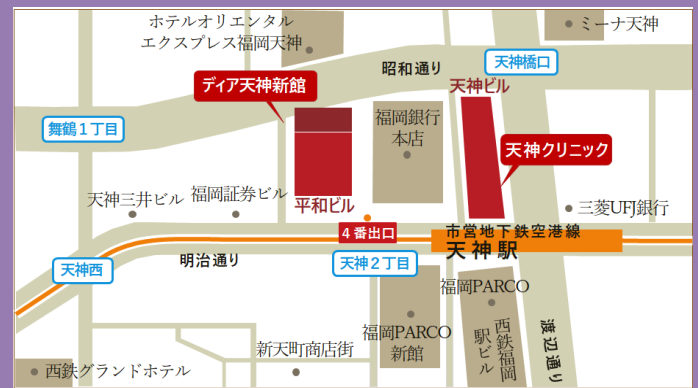 ホテルオリエンタル
エクスプレス福岡天神
ミーナ天神
昭和通り
天神橋口
ディア天神新館
天神ビル
舞鶴1丁目
福岡銀行
本店
天神クリニック
天神三井ビル
福岡証券ビル
平和ビル
三菱UFJ銀行
4番出口
市営地下鉄空港線
天神駅
明治通り
天神西
天神2丁目
福岡PARCO
福岡PARCO
新館
西鉄福岡
駅ビル
渡辺通り
新天町商店街
西鉄グランドホテル